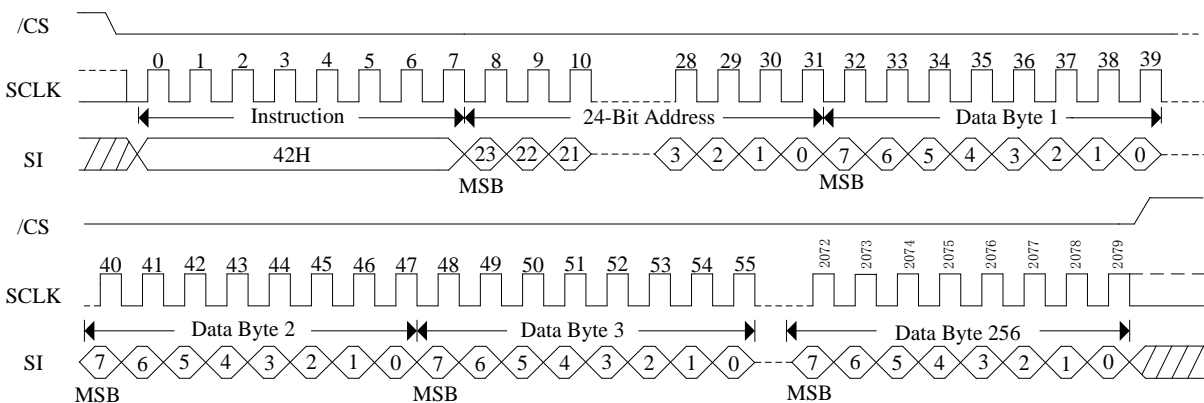 /CS
0 1 2 3 4 5 6 7 8 9 10 28 29 30 31 32 33 34 35 36 37 38 39
SCLK
Instruction 24-Bit Address Data Byte 1
SI 42H 23 22 21 3 2 1 0 7 6 5 4 3 2 1 0
MSB MSB
/CS
40 41 42 43 44 45 46 47 48 49 50 51 52 53 54 55 2072 2073 2074 2075 2076 2077 2078 2079
SCLK
Data Byte 2 Data Byte 3 Data Byte 256
SI 7 6 5 4 3 2 1 0 7 6 5 4 3 2 1 0 7 6 5 4 3 2 1 0
MSB MSB MSB